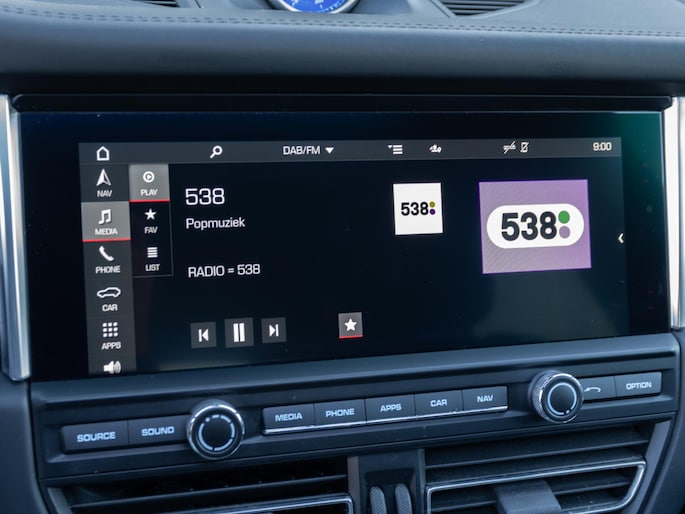 DAB/FM
9:00
NAV
MEDIA
PHONE
CAR
APPS
PLAY
FAV
LIST
538
Popmuziek
RADIO = 538
538
538
SOURCE
SOUND
MEDIA
PHONE
APPS
CAR
NAV
OPTION